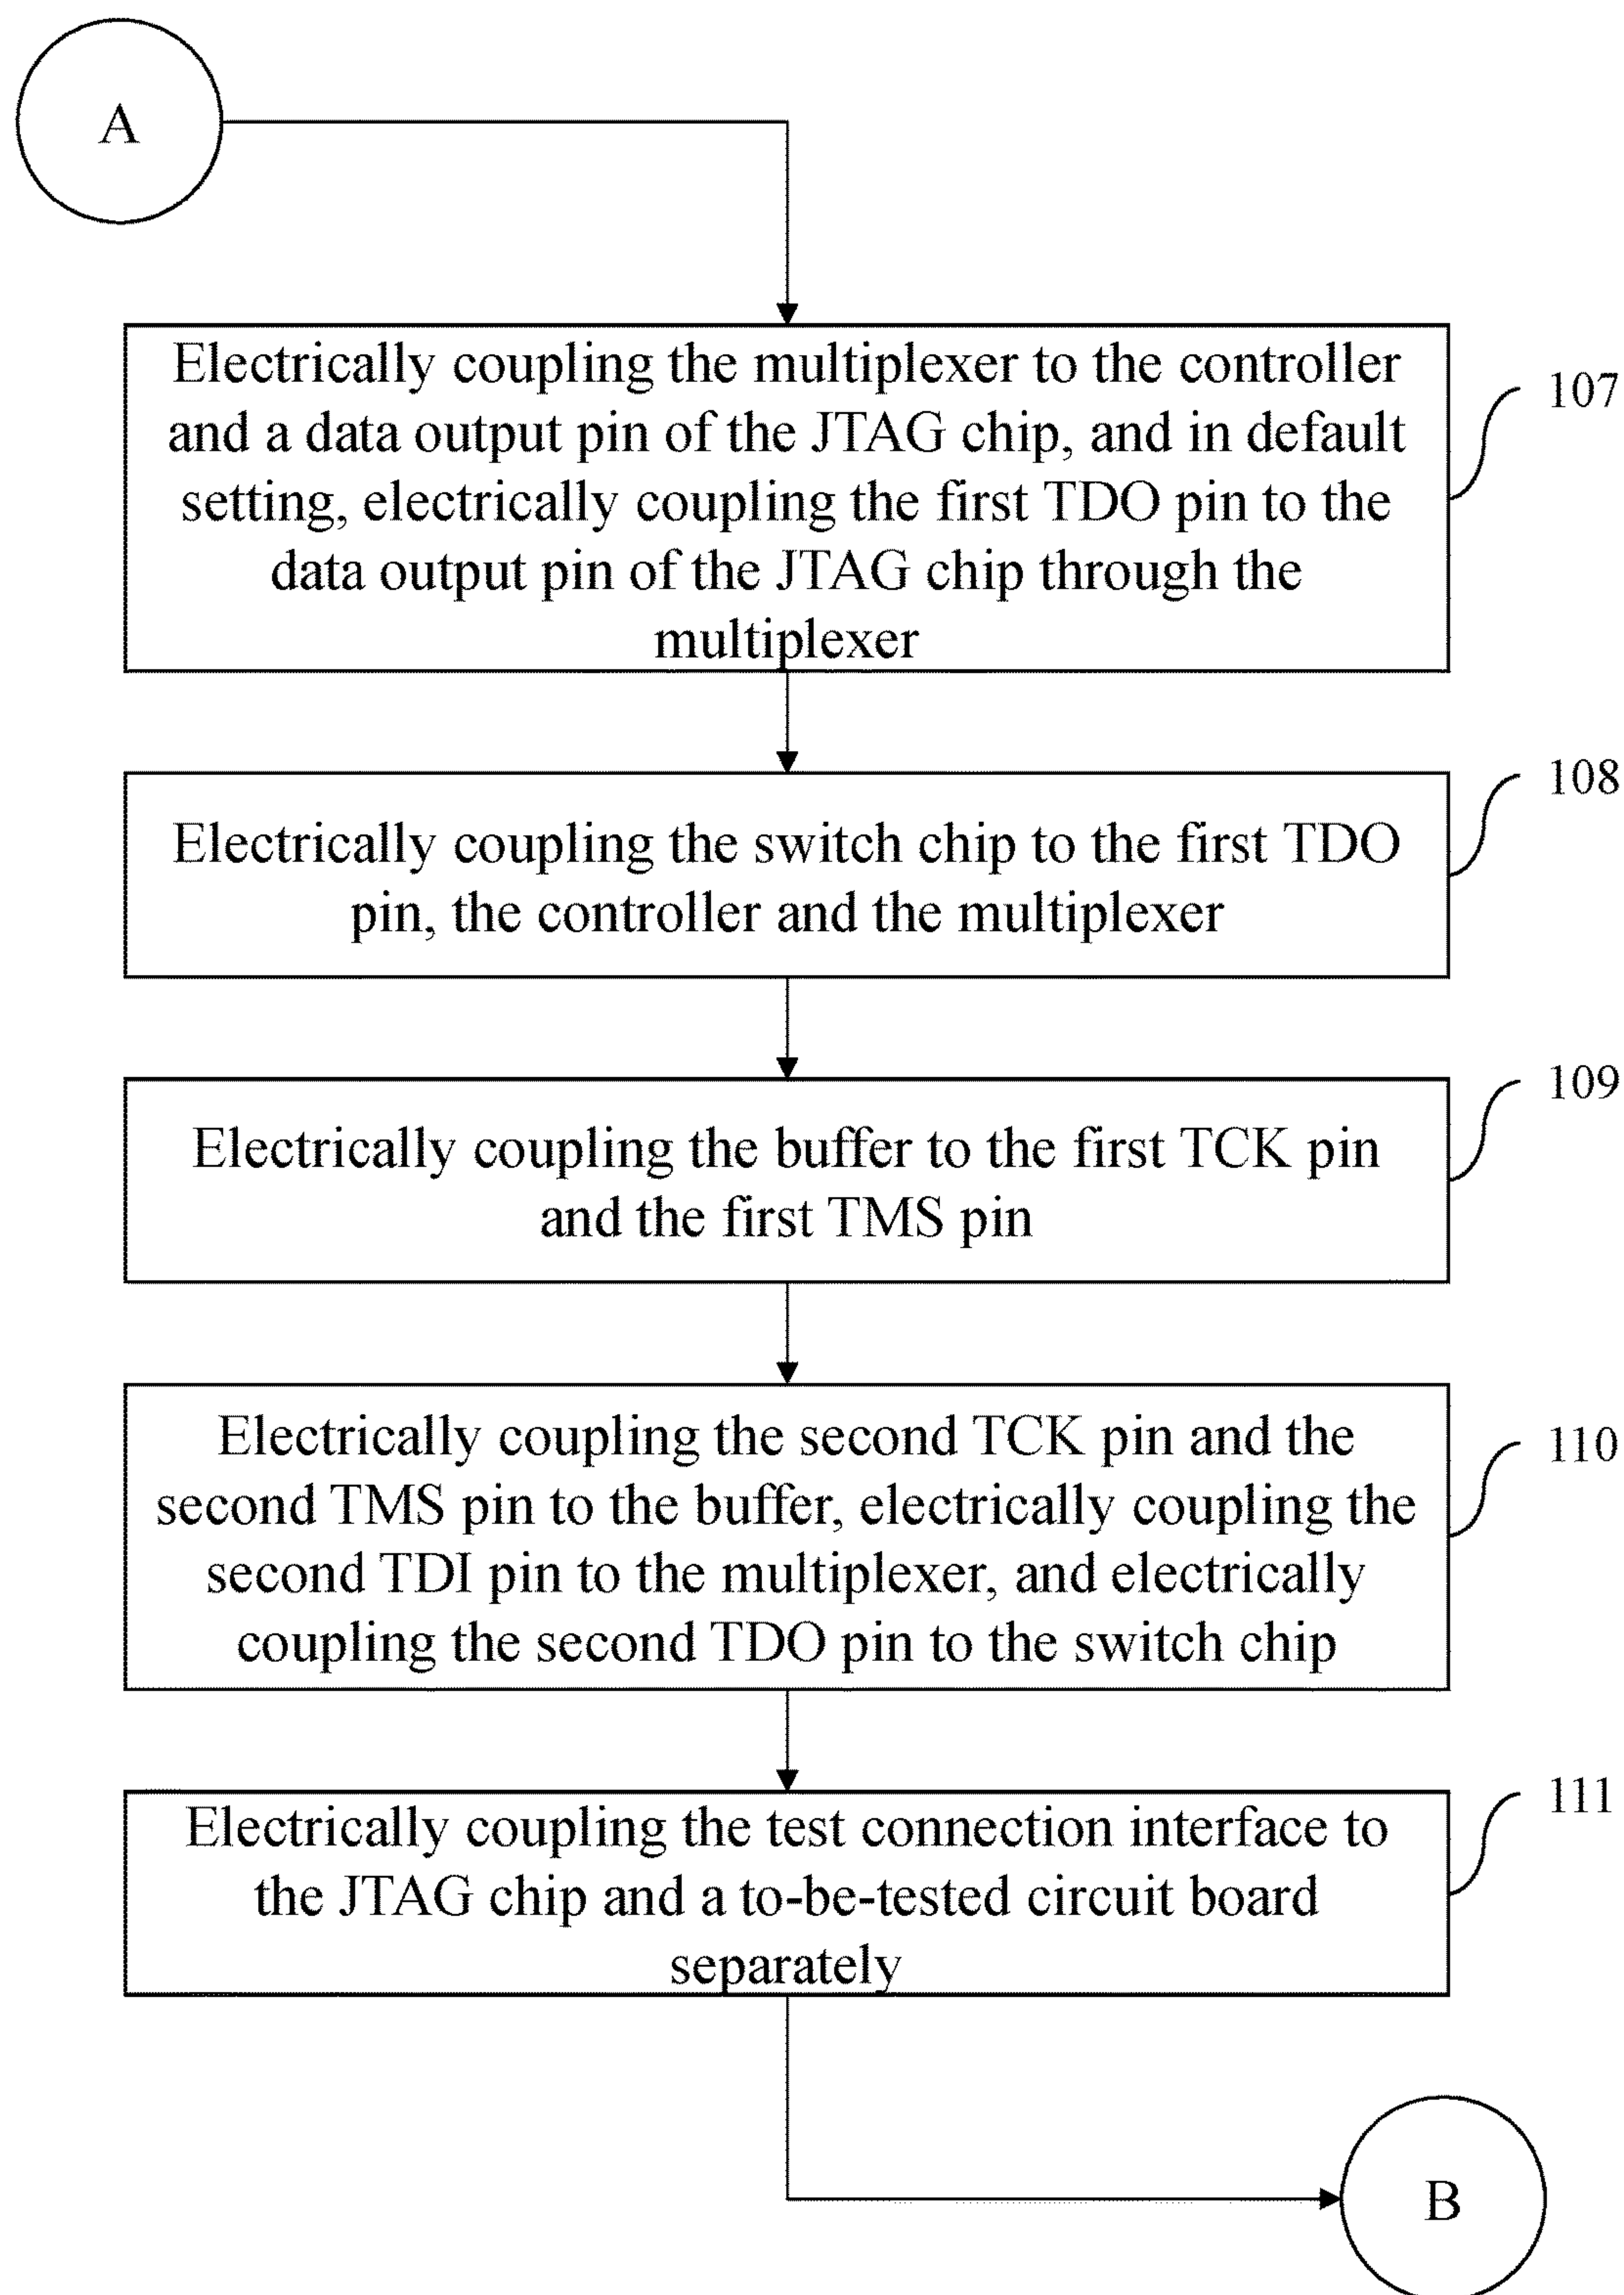 A
Electrically coupling the multiplexer to the controller
and a data output pin of the JTAG chip, and in default
setting, electrically coupling the first TDO pin to the
data output pin of the JTAG chip through the
multiplexer
107
Electrically coupling the switch chip to the first TDO
pin, the controller and the multiplexer
108
Electrically coupling the buffer to the first TCK pin
and the first TMS pin
109
Electrically coupling the second TCK pin and the
second TMS pin to the buffer, electrically coupling the
second TDI pin to the multiplexer, and electrically
coupling the second TDO pin to the switch chip
110
Electrically coupling the test connection interface to
the JTAG chip and a to-be-tested circuit board
separately
111
B